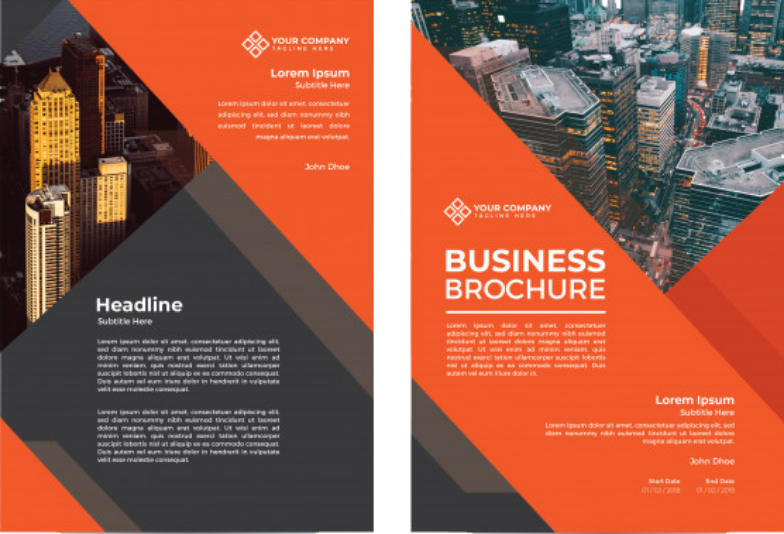 YOUR COMPANY
TAGLINE HERE
Lorem Ipsum
Subtitle Here
Lorem ipsum dolor sit amet, consectetuer
adipiscing elit, sed diam nonummy nibh
euismod tincidunt ut laoreet dolore
magna aliquam erat volutpat.
John Dhoe
Headline
Subtitle Here
Lorem ipsum dolor sit amet, consectetuer adipiscing elit,
sed diam nonummy nibh euismod tincidunt ut laoreet
dolore magna aliquam erat volutpat. Ut wisi enim ad
minim veniam, quis nostrud exerci tation ullamcorper
suscipit lobortis nisl ut aliquip ex ea commodo consequat.
Duis autem vel eum iriure dolor in hendrerit in vulputate
velit esse molestie consequat.
Lorem ipsum dolor sit amet, consectetuer adipiscing elit,
sed diam nonummy nibh euismod tincidunt ut laoreet
dolore magna aliquam erat volutpat. Ut wisi enim ad
minim veniam, quis nostrud exerci tation ullamcorper
suscipit lobortis nisl ut aliquip ex ea commodo consequat.
Duis autem vel eum iriure dolor in hendrerit in vulputate
velit esse molestie consequat.
YOUR COMPANY
TAGLINE HERE
BUSINESS
BROCHURE
Lorem ipsum dolor sit amet, consectetuer
adipiscing elit, sed diam nonummy nibh euismod
tincidunt ut laoreet dolore magna aliquam erat
volutpat. Ut wisi enim ad minim veniam, quis
nostrud exerci tation ullamcorper suscipit lobortis
nisl ut aliquip ex ea commodo consequat. Duis
autem vel eum iriure dolor in.
Lorem Ipsum
Subtitle Here
Lorem ipsum dolor sit amet, consectetuer adipiscing elit, sed
diam nonummy nibh euismod tincidunt ut laoreet dolore
magna aliquam erat volutpat.
John Dhoe
Start Date End Date
01 / 02 / 2018 01 / 02 / 2019